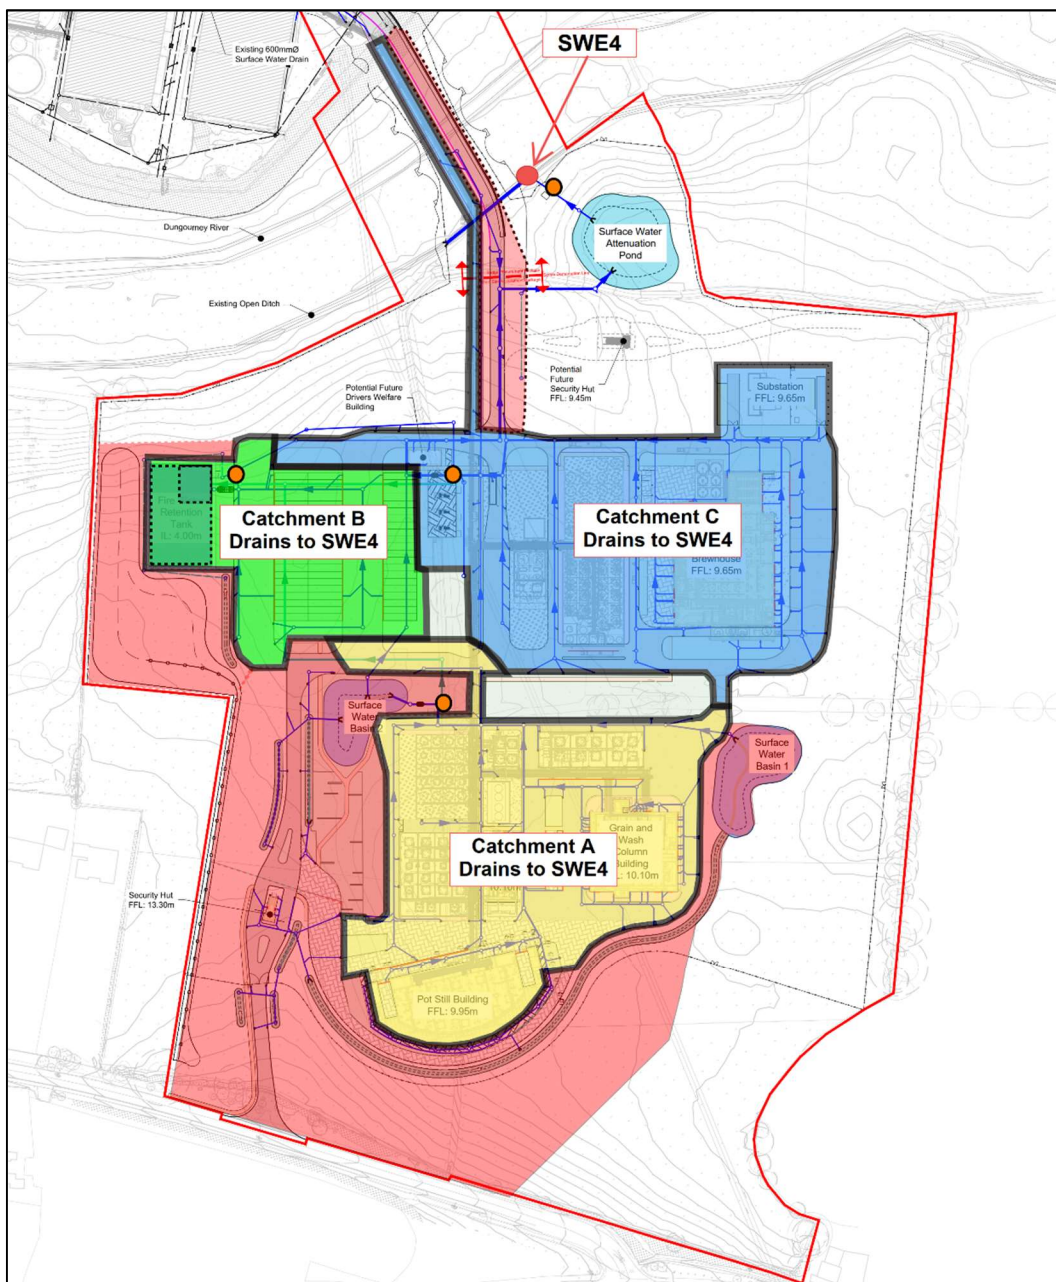 SWE4
Existing 600mmØ
Surface Water Drain
Dungourney River
Surface Water
Attenuation
Pond
Existing Open Ditch
Potential
Future
Security Hut
FFL: 9.45m
Potential Future
Drivers Welfare
Building
Substation
FFL: 9.65m
Fire
Retention
Tank
IL: 4.00m
Catchment B
Drains to SWE4
Catchment C
Drains to SWE4
Brewhouse
FFL: 9.65m
Surface
Water
Basin 2
Surface
Water
Basin 1
Grain and
Wash
Column
Building
L: 10.10m
Catchment A
Drains to SWE4
10.10m
Security Hut
FFL: 13.30m
Pot Still Building
FFL: 9.95m